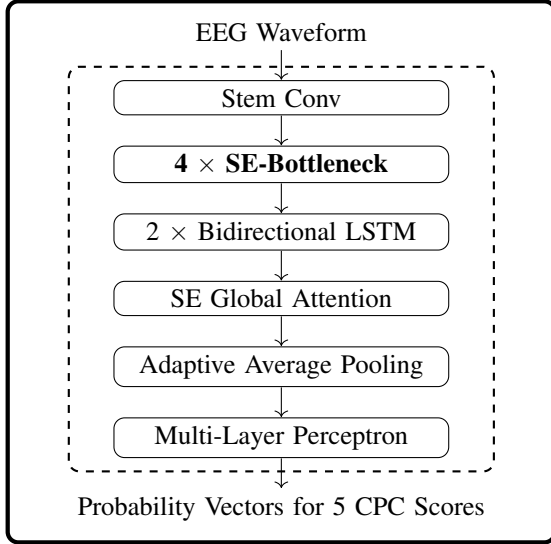 EEG Waveform
Stem Conv
4 × SE-Bottleneck
2 × Bidirectional LSTM
SE Global Attention
Adaptive Average Pooling
Multi-Layer Perceptron
Probability Vectors for 5 CPC Scores